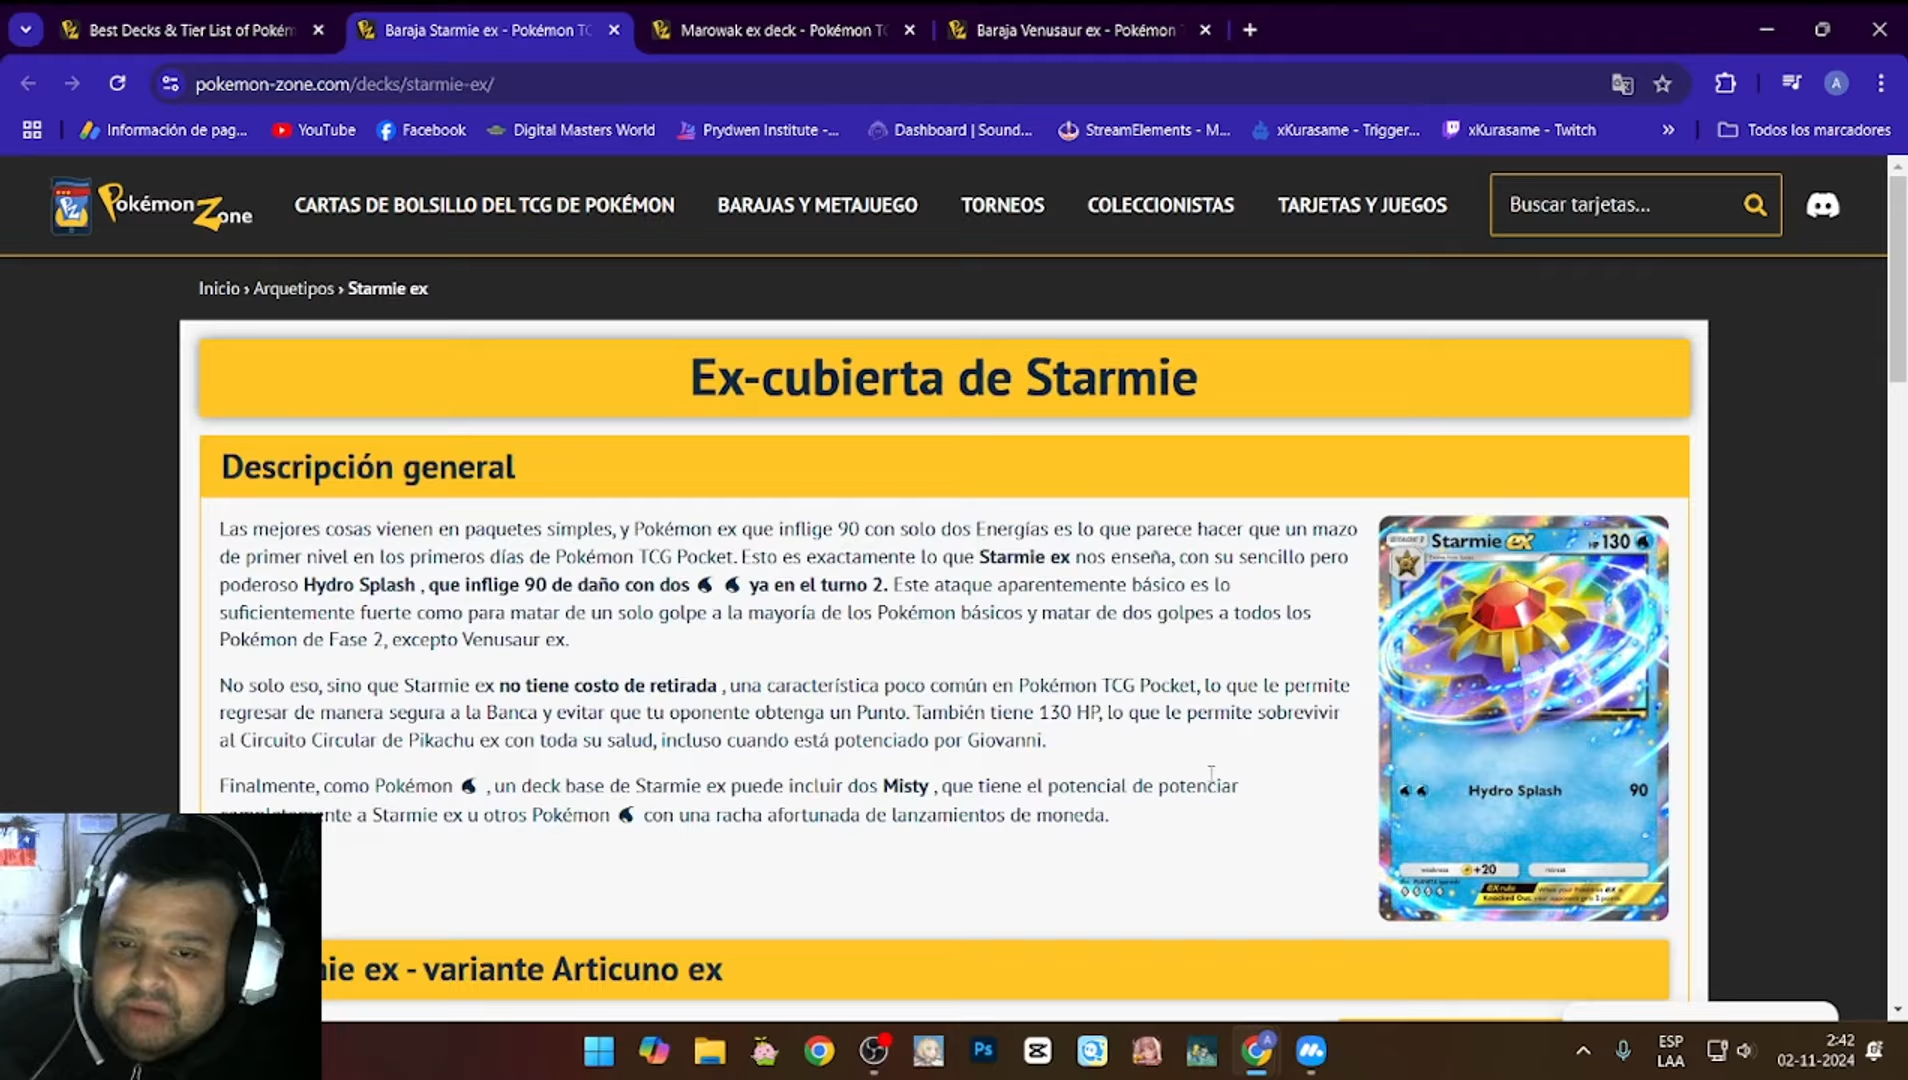 Best Decks & Tier List of Pokém
Baraja Starmie ex - Pokémon TC
Marowak ex deck - Pokémon TC
Baraja Venusaur ex - Pokémon T
pokemon-zone.com/decks/starmie-ex/
Información de pag...
YouTube
Facebook
Digital Masters World
Prydwen Institute -...
Dashboard | Sound...
StreamElements - M...
xKurasame - Trigger...
xKurasame - Twitch
»
Todos los marcadores
Pokémon Zone
CARTAS DE BOLSILLO DEL TCG DE POKÉMON
BARAJAS Y METAJUEGO
TORNEOS
COLECCIONISTAS
TARJETAS Y JUEGOS
Buscar tarjetas...
Inicio › Arquetipos › Starmie ex
Ex-cubierta de Starmie
Descripción general
Las mejores cosas vienen en paquetes simples, y Pokémon ex que inflige 90 con solo dos Energías es lo que parece hacer que un mazo
de primer nivel en los primeros días de Pokémon TCG Pocket. Esto es exactamente lo que Starmie ex nos enseña, con su sencillo pero
poderoso Hydro Splash , que inflige 90 de daño con dos ya en el turno 2. Este ataque aparentemente básico es lo
suficientemente fuerte como para matar de un solo golpe a la mayoría de los Pokémon básicos y matar de dos golpes a todos los
Pokémon de Fase 2, excepto Venusaur ex.
No solo eso, sino que Starmie ex no tiene costo de retirada , una característica poco común en Pokémon TCG Pocket, lo que le permite
regresar de manera segura a la Banca y evitar que tu oponente obtenga un Punto. También tiene 130 HP, lo que le permite sobrevivir
al Circuito Circular de Pikachu ex con toda su salud, incluso cuando está potenciado por Giovanni.
Finalmente, como Pokémon , un deck base de Starmie ex puede incluir dos Misty , que tiene el potencial de potenciar
nte a Starmie ex u otros Pokémon con una racha afortunada de lanzamientos de moneda.
Starmie ex
HP 130
Hydro Splash 90
weakness +20
ex rule
ie ex - variante Articuno ex
Ps
ESP
LAA
2:42
02-11-2024